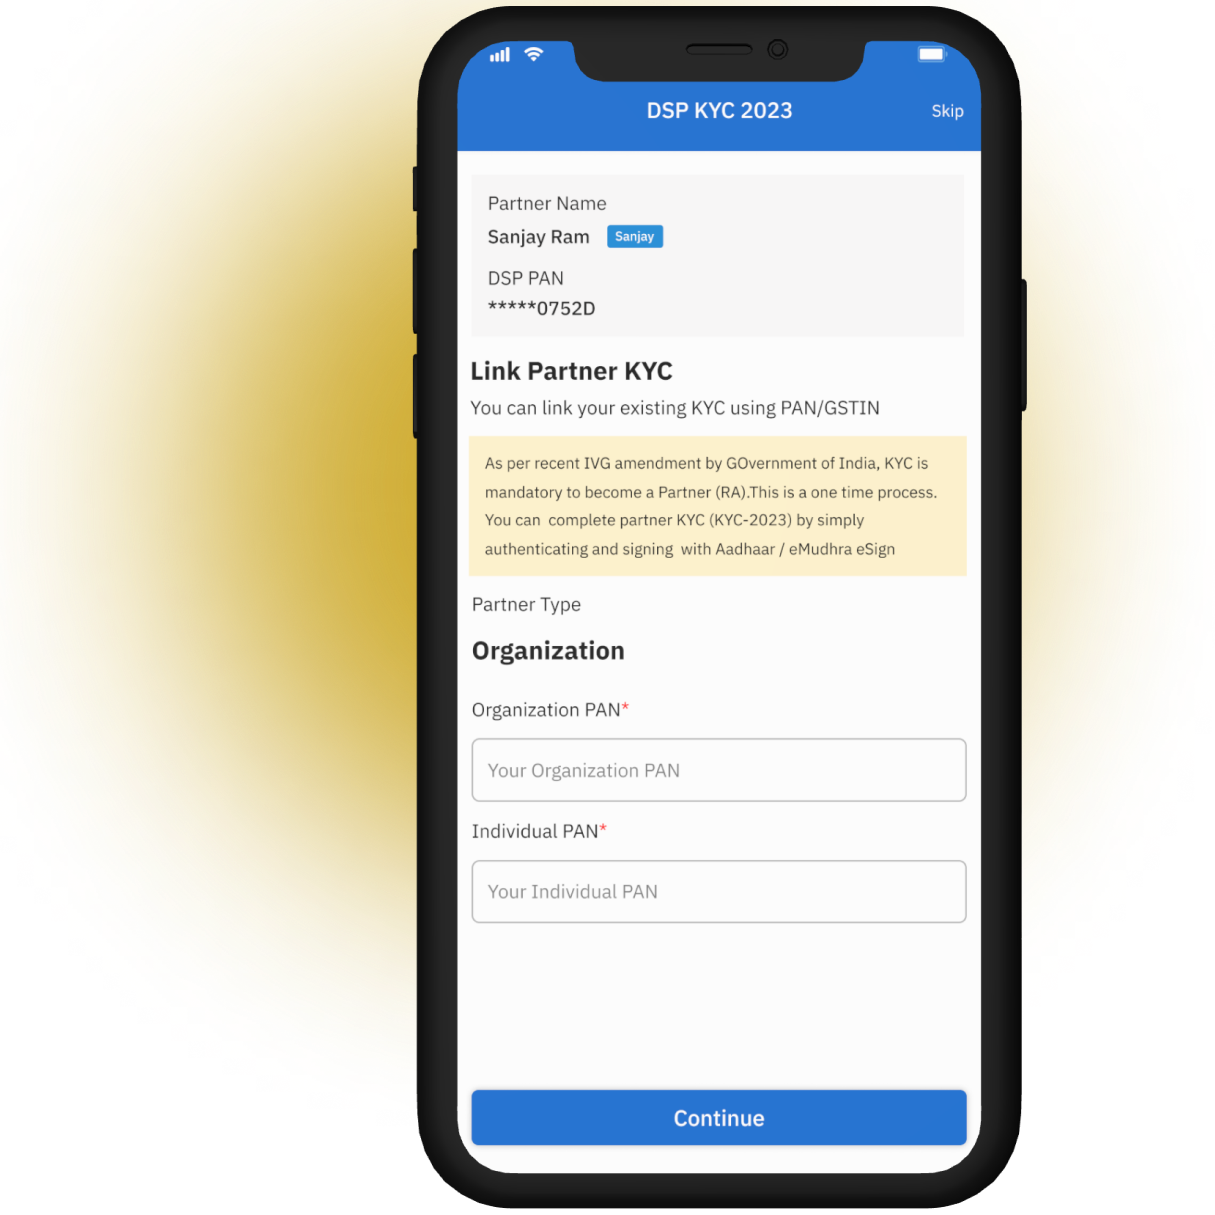 DSP KYC 2023
Skip
Partner Name
Sanjay Ram
Sanjay
DSP PAN
*****0752D
Link Partner KYC
You can link your existing KYC using PAN/GSTIN
As per recent IVG amendment by GOvernment of India, KYC is
mandatory to become a Partner (RA).This is a one time process.
You can  complete partner KYC (KYC-2023) by simply
authenticating and signing  with Aadhaar / eMudhra eSign
Partner Type
Organization
Organization PAN*
Your Organization PAN
Individual PAN*
Your Individual PAN
Continue